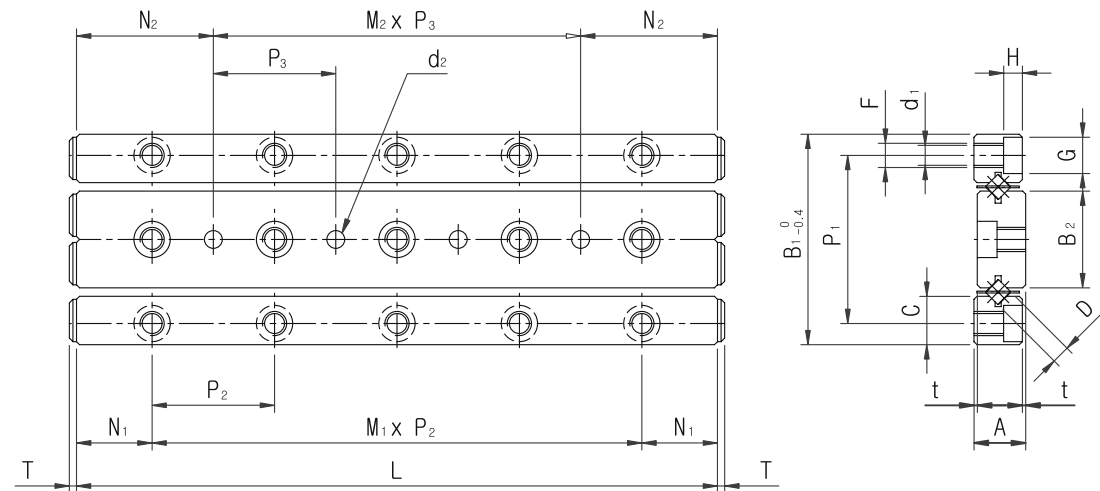 N₂
M₂ x P₃
N₂
P₃
d₂
H
F
d₁
G
B₁ 0 -0.4
P₁
B₂
C
D
P₂
t
t
N₁
M₁ x P₂
N₁
A
T
L
T